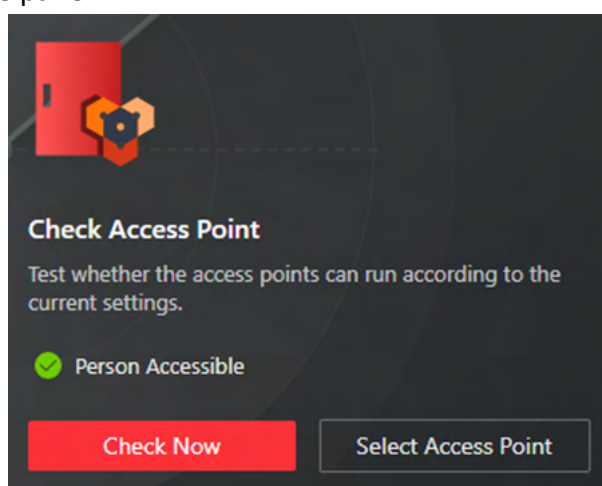 Check Access Point
Test whether the access points can run according to the
current settings.
Person Accessible
Check Now
Select Access Point